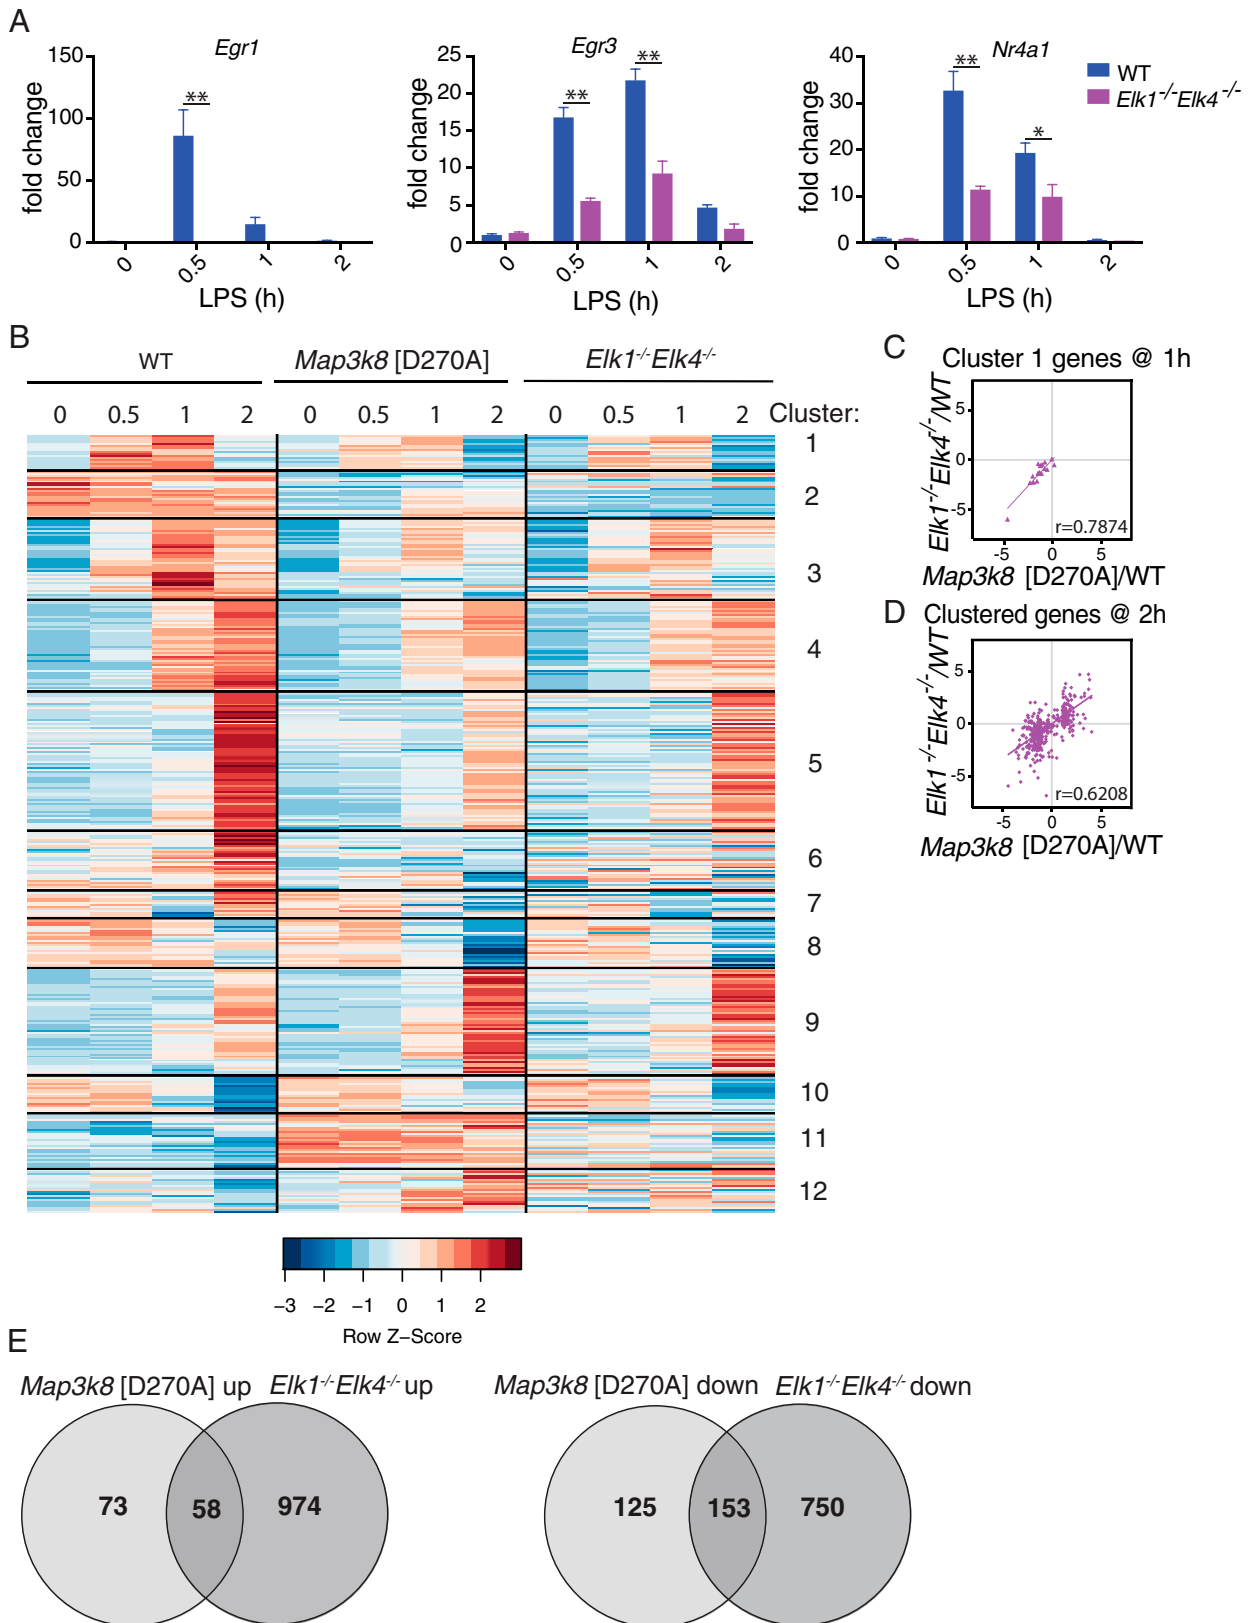 A
Egr1
150
100
50
0
fold change
**
0
0.5
1
2
LPS (h)
Egr3
25
20
15
10
5
0
fold change
**
**
0
0.5
1
2
LPS (h)
Nr4a1
40
30
20
10
0
fold change
**
*
0
0.5
1
2
LPS (h)
WT
Elk1-/-Elk4-/-
B
WT
Map3k8 [D270A]
Elk1-/-Elk4-/-
0 0.5 1 2 0 0.5 1 2 0 0.5 1 2 Cluster:
1
2
3
4
5
6
7
8
9
10
11
12
−3 −2 −1 0 1 2
Row Z−Score
C
Cluster 1 genes @ 1h
Elk1-/-Elk4-/-/WT
5
0
-5
r=0.7874
-5 0 5
Map3k8 [D270A]/WT
D
Clustered genes @ 2h
Elk1-/-Elk4-/-/WT
5
0
-5
r=0.6208
-5 0 5
Map3k8 [D270A]/WT
E
Map3k8 [D270A] up
Elk1-/-Elk4-/- up
73
58
974
Map3k8 [D270A] down
Elk1-/-Elk4-/- down
125
153
750